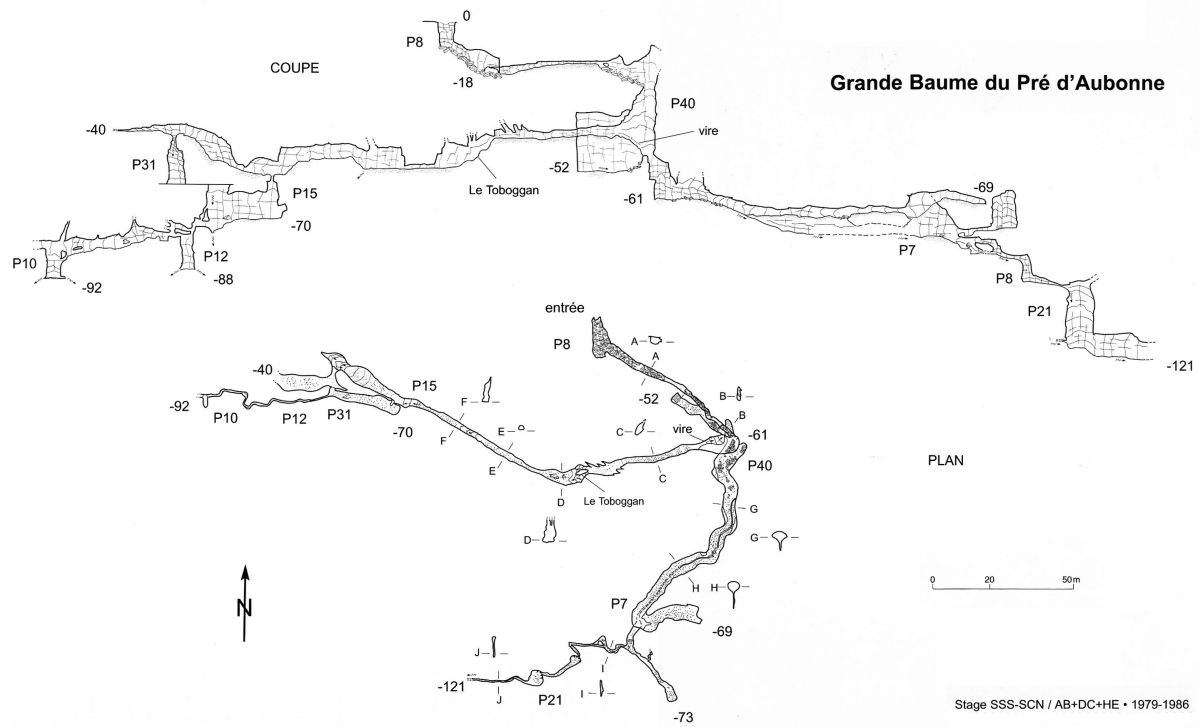 0
P8
COUPE
-18
Grande Baume du Pré d'Aubonne
P40
-40
vire
P31
-52
Le Toboggan
-69
P15
-61
-70
P7
P10
P12
P8
-92
-88
P21
-121
entrée
P8
A
A
-40
-52
P15
F
B
-92
B
P10
P12
P31
-70
E
C
vire
-61
F
E
P40
PLAN
C
Le Toboggan
D
G
D
G
0 20 50m
N
H
H
P7
-69
J
I
-121
P21
I
J
-73
Stage SSS-SCN / AB+DC+HE • 1979-1986